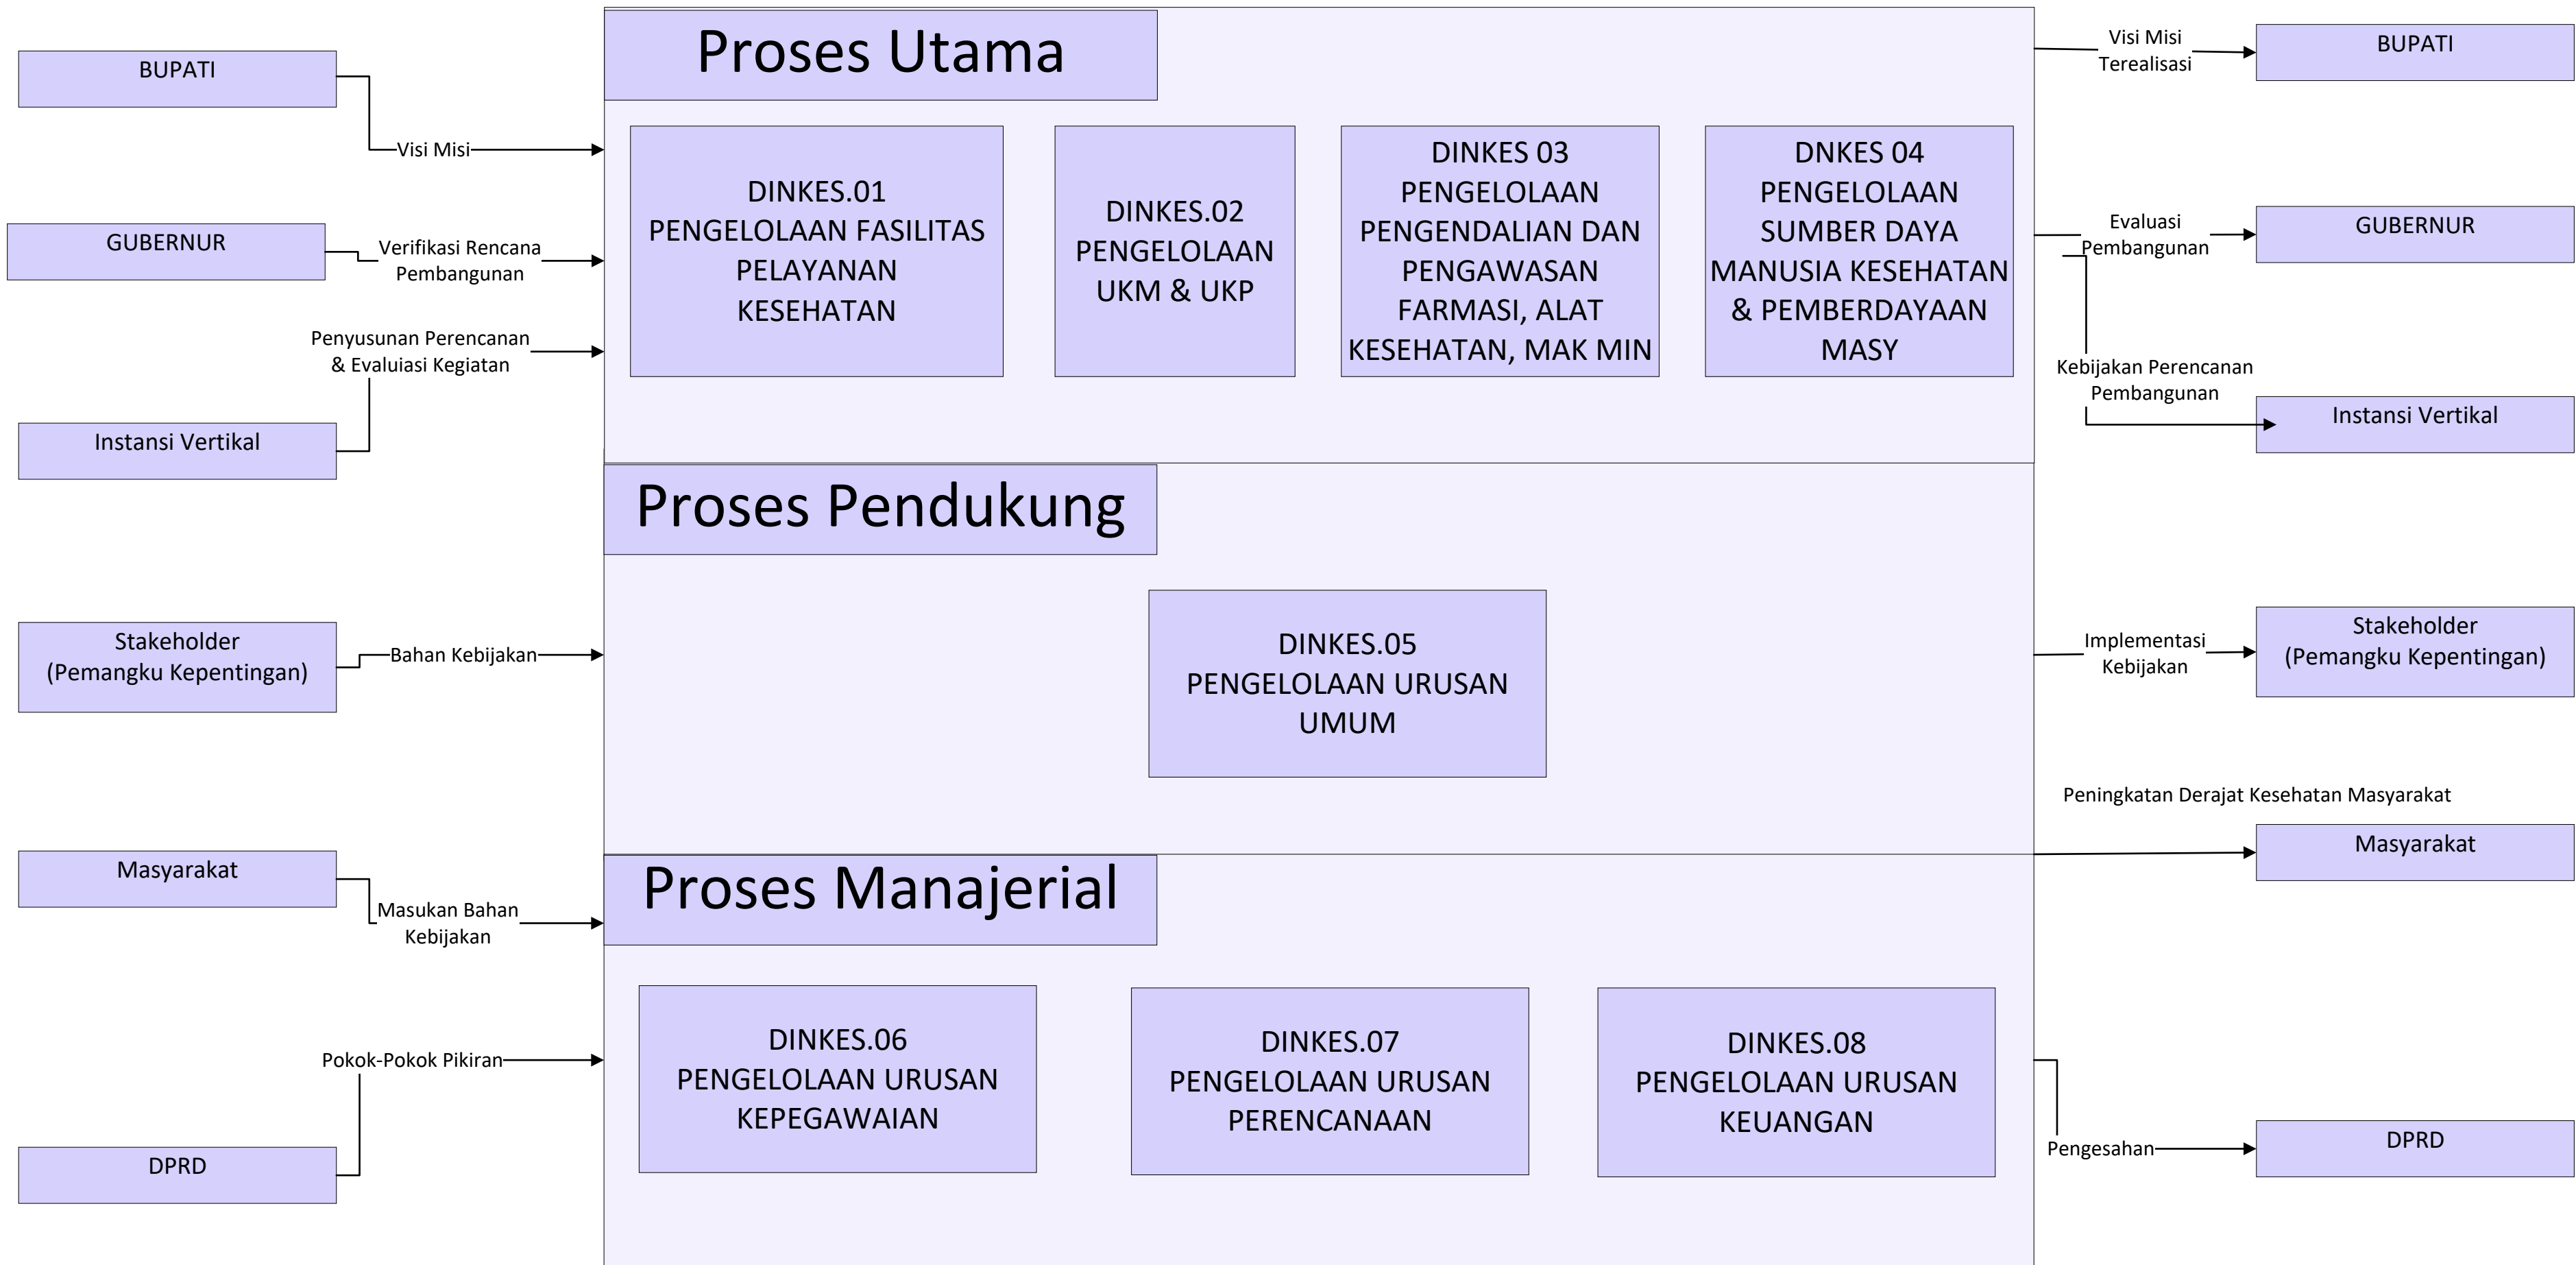 BUPATI
Visi Misi
GUBERNUR
Verifikasi Rencana
Pembangunan
Penyusunan Perencanan
& Evaluiasi Kegiatan
Instansi Vertikal
Stakeholder
(Pemangku Kepentingan)
Bahan Kebijakan
Masyarakat
Masukan Bahan
Kebijakan
Pokok-Pokok Pikiran
DPRD
Proses Utama
DINKES.01
PENGELOLAAN FASILITAS
PELAYANAN
KESEHATAN
DINKES.02
PENGELOLAAN
UKM & UKP
DINKES 03
PENGELOLAAN
PENGENDALIAN DAN
PENGAWASAN
FARMASI, ALAT
KESEHATAN, MAK MIN
DNKES 04
PENGELOLAAN
SUMBER DAYA
MANUSIA KESEHATAN
& PEMBERDAYAAN
MASY
Proses Pendukung
DINKES.05
PENGELOLAAN URUSAN
UMUM
Proses Manajerial
DINKES.06
PENGELOLAAN URUSAN
KEPEGAWAIAN
DINKES.07
PENGELOLAAN URUSAN
PERENCANAAN
DINKES.08
PENGELOLAAN URUSAN
KEUANGAN
Visi Misi
Terealisasi
BUPATI
Evaluasi
Pembangunan
GUBERNUR
Kebijakan Perencanan
Pembangunan
Instansi Vertikal
Implementasi
Kebijakan
Stakeholder
(Pemangku Kepentingan)
Peningkatan Derajat Kesehatan Masyarakat
Masyarakat
Pengesahan
DPRD